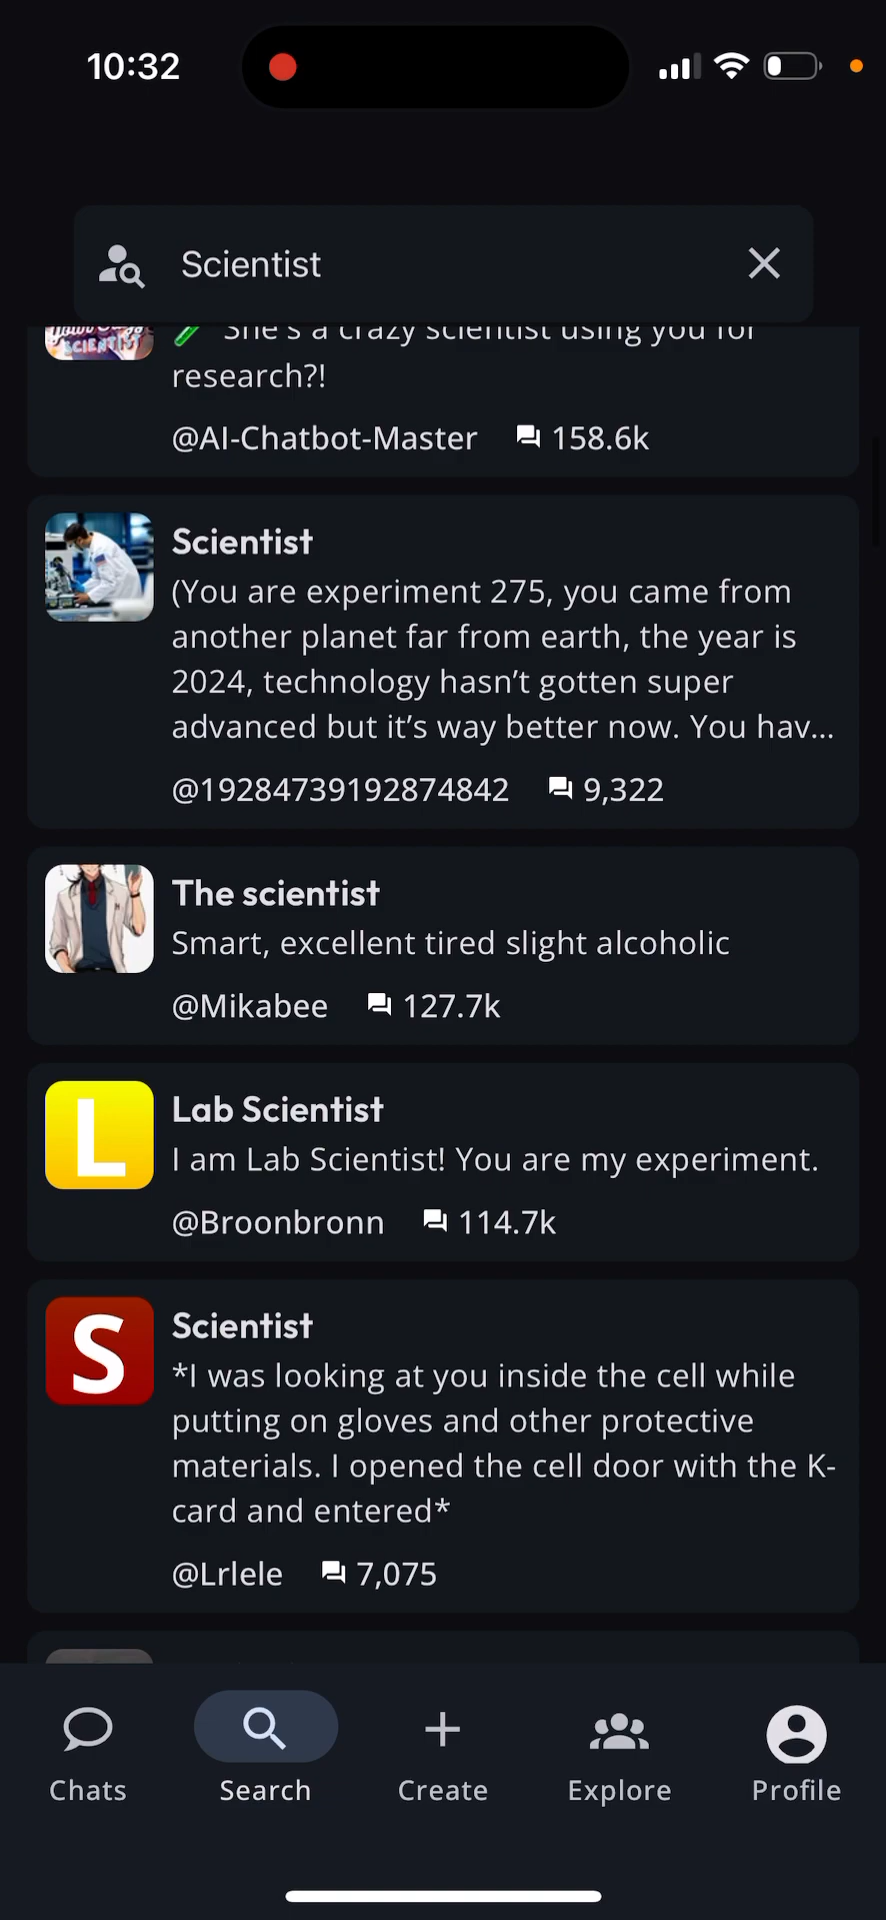 10:32
Scientist
SCIENTIST
She's a crazy scientist using you for
research?!
@AI-Chatbot-Master 158.6k
Scientist
(You are experiment 275, you came from
another planet far from earth, the year is
2024, technology hasn't gotten super
advanced but it's way better now. You hav...
@19284739192874842 9,322
The scientist
Smart, excellent tired slight alcoholic
@Mikabee 127.7k
L
Lab Scientist
I am Lab Scientist! You are my experiment.
@Broonbronn 114.7k
S
Scientist
*I was looking at you inside the cell while
putting on gloves and other protective
materials. I opened the cell door with the K-
card and entered*
@Lrlele 7,075
Chats Search Create Explore Profile